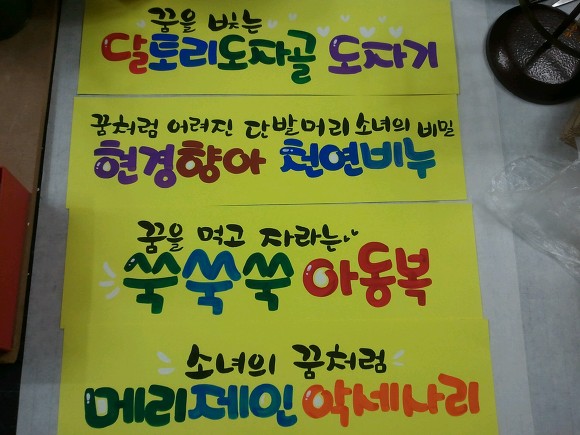 꿈을 빚는
달토리도자골 도자기
꿈처럼 어려진 단발머리 소녀의 비밀
현경향아 천연비누
꿈을 먹고 자라는
쑥쑥쑥 아동복
소녀의 꿈처럼
메리제인 악세사리